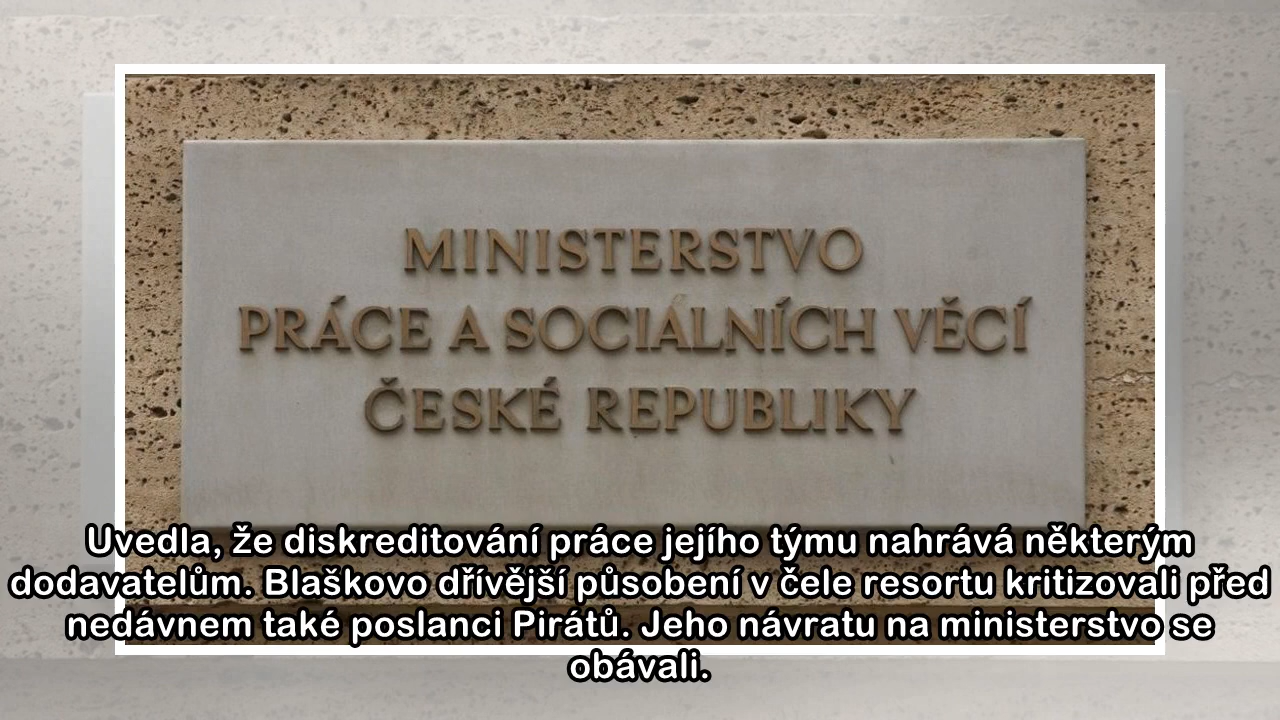 MINISTERSTVO
PRÁCE A SOCIÁLNÍCH VĚCÍ
ČESKÉ REPUBLIKY
Uvedla, že diskreditování práce jejího týmu nahrává některým
dodavatelům. Blaškovo dřívější působení v čele resortu kritizovali před
nedávnem také poslanci Pirátů. Jeho návratu na ministerstvo se
obávali.